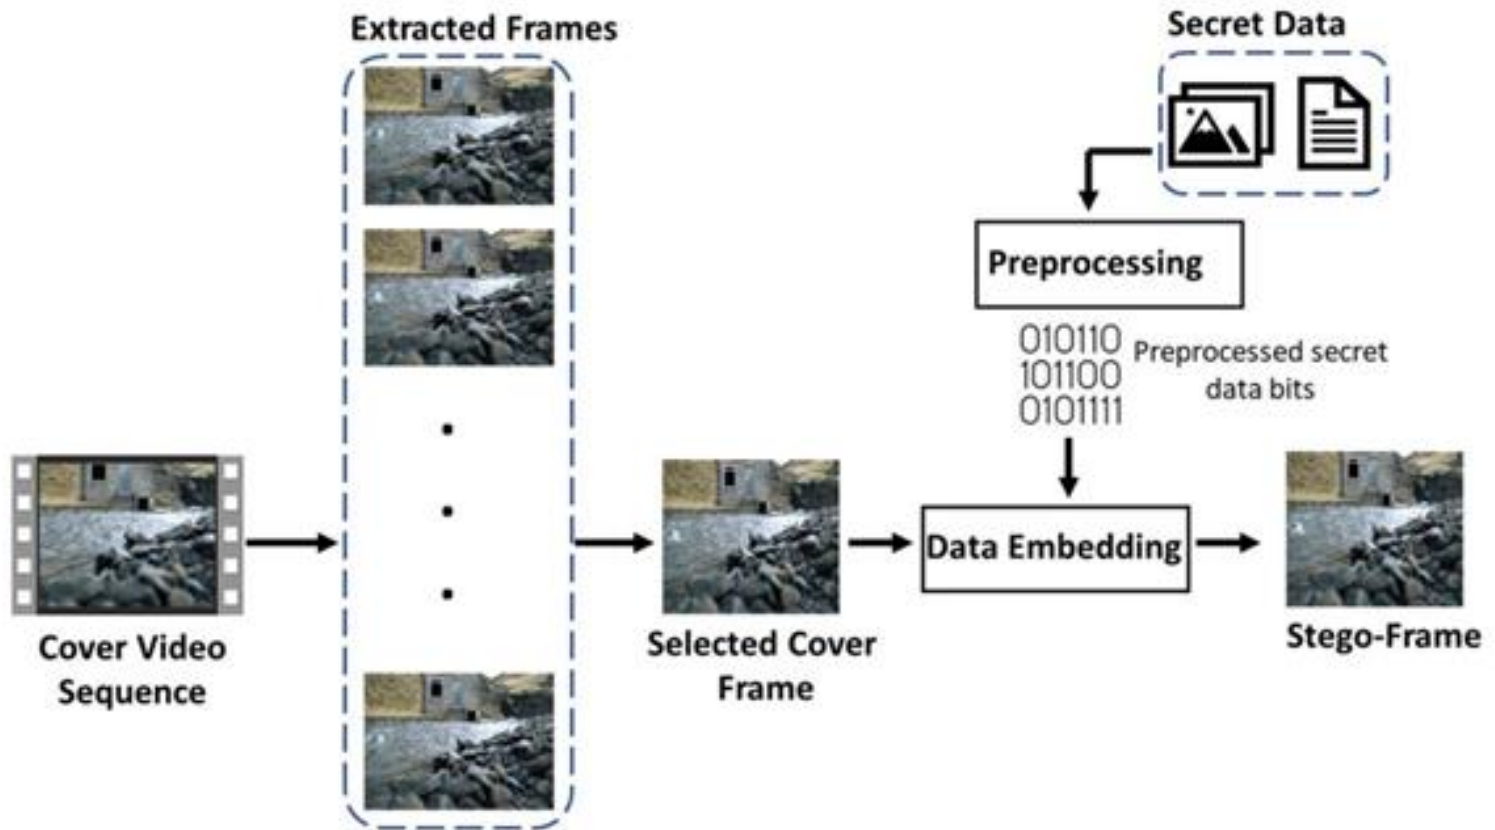 Extracted Frames
Secret Data
Preprocessing
010110
101100
0101111
Preprocessed secret
data bits
Cover Video
Sequence
Selected Cover
Frame
Data Embedding
Stego-Frame